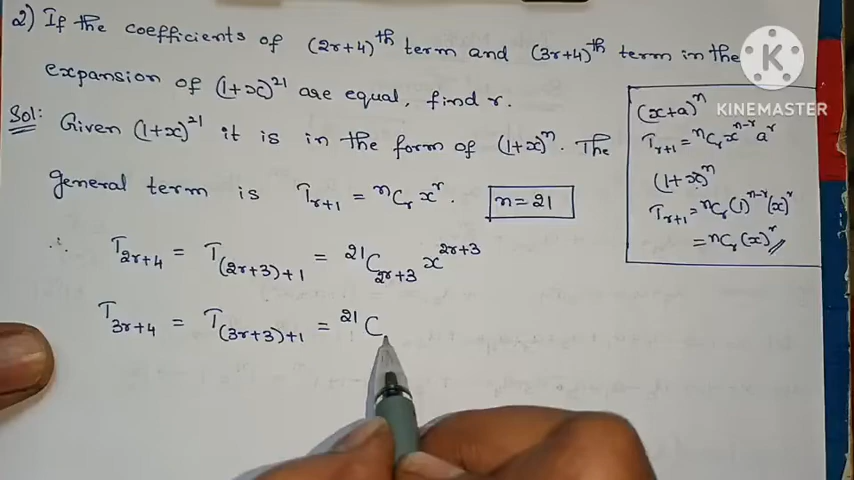 2) If the coefficients of (2r+4)ᵗʰ term and (3r+4)ᵗʰ term in the
expansion of (1+x)²¹ are equal, find r.
Sol: Given (1+x)²¹ it is in the form of (1+x)ⁿ. The
general term is T_{r+1} = ⁿC_r xʳ. n=21
∴ T_{2r+4} = T_{(2r+3)+1} = ²¹C_{2r+3} x^{2r+3}
T_{3r+4} = T_{(3r+3)+1} = ²¹C
(x+a)ⁿ
T_{r+1} = ⁿC_r x^{n-r} aʳ
(1+x)ⁿ
T_{r+1} = ⁿC_r (1)^{n-r} (x)ʳ
= ⁿC_r (x)ʳ //
K
KINEMASTER